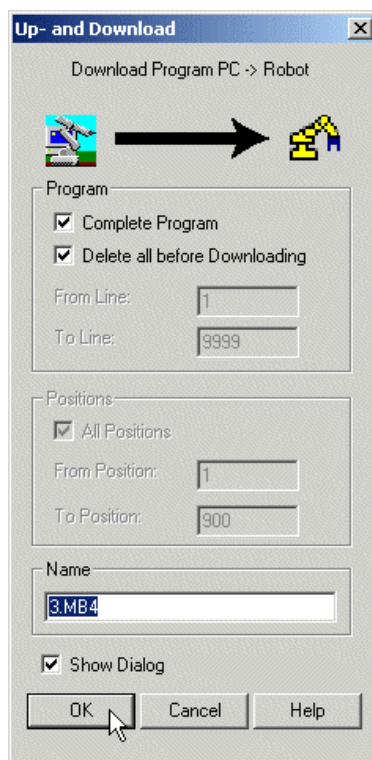 Up- and Download
Download Program PC -> Robot
Program
Complete Program
Delete all before Downloading
From Line: 1
To Line: 9999
Positions
All Positions
From Position: 1
To Position: 900
Name
3.MB4
Show Dialog
OK Cancel Help